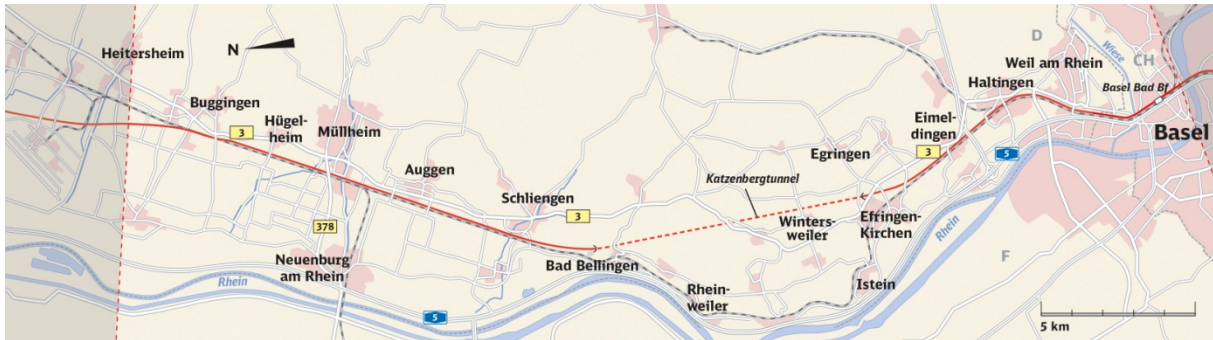 Heitersheim
N
Buggingen
3
Hügel-
heim
Müllheim
378
Neuenburg
am Rhein
Rhein
Auggen
5
Schliengen
3
Bad Bellingen
Katzenbergtunnel
Rhein-
weiler
Winters-
weiler
Egringen
Efringen-
Kirchen
Istein
Eimel-
dingen
3
5
Rhein
Haltingen
D
Weil am Rhein
Wiese
CH
Basel Bad Bf
Basel
F
5 km